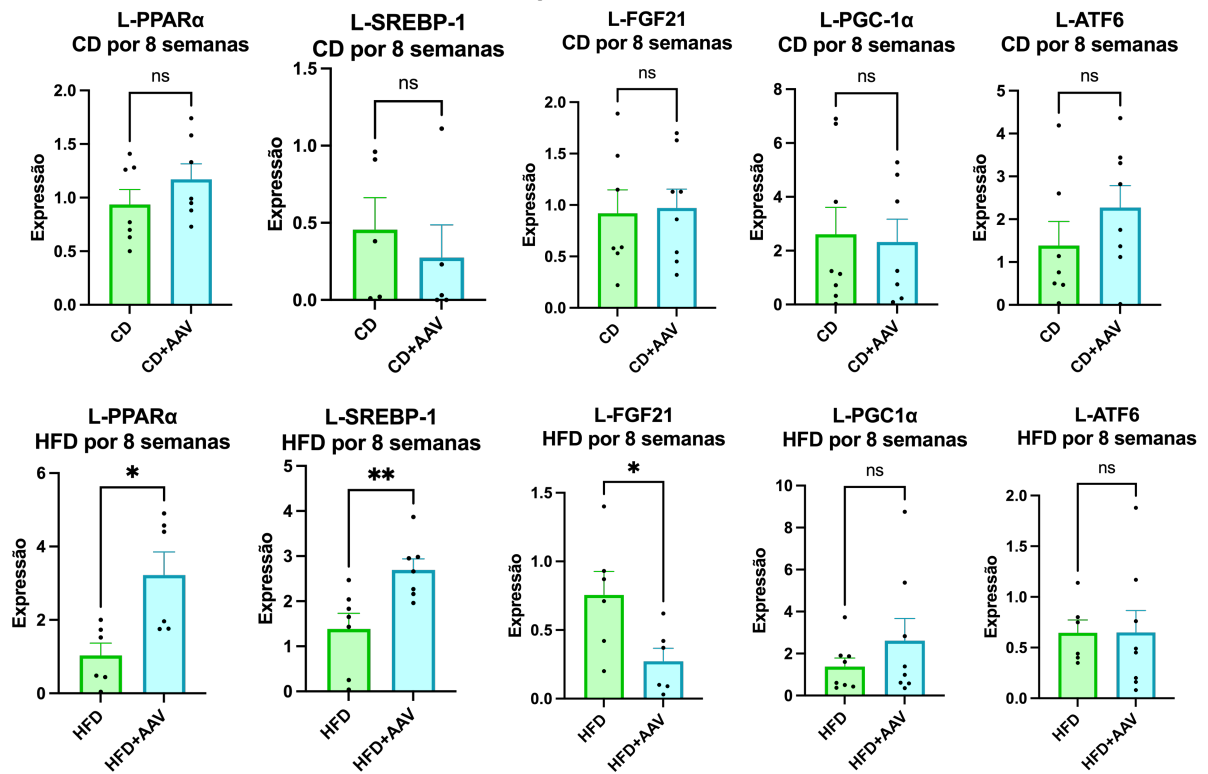 L-PPARα
CD por 8 semanas
ns
Expressão
2.0
1.5
1.0
0.5
0.0
CD
CD+AAV
L-SREBP-1
CD por 8 semanas
ns
Expressão
1.5
1.0
0.5
0.0
CD
CD+AAV
L-FGF21
CD por 8 semanas
ns
Expressão
2.0
1.5
1.0
0.5
0.0
CD
CD+AAV
L-PGC-1α
CD por 8 semanas
ns
Expressão
8
6
4
2
0
CD
CD+AAV
L-ATF6
CD por 8 semanas
ns
Expressão
5
4
3
2
1
0
CD
CD+AAV
L-PPARα
HFD por 8 semanas
*
Expressão
6
4
2
0
HFD
HFD+AAV
L-SREBP-1
HFD por 8 semanas
**
Expressão
5
4
3
2
1
0
HFD
HFD+AAV
L-FGF21
HFD por 8 semanas
*
Expressão
1.5
1.0
0.5
0.0
HFD
HFD+AAV
L-PGC1α
HFD por 8 semanas
ns
Expressão
10
8
6
4
2
0
HFD
HFD+AAV
L-ATF6
HFD por 8 semanas
ns
Expressão
2.0
1.5
1.0
0.5
0.0
HFD
HFD+AAV